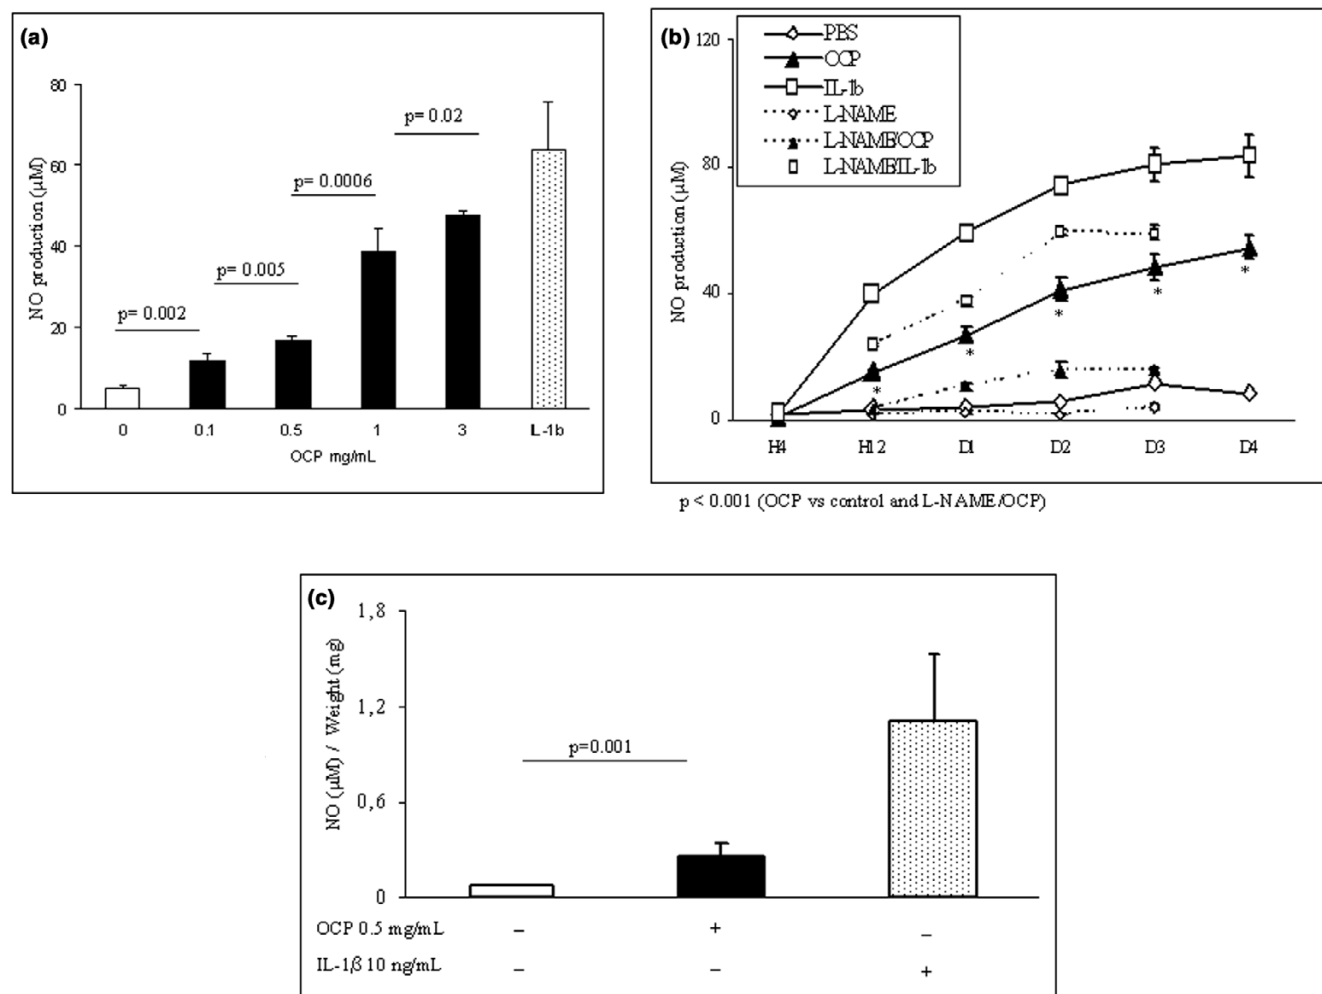 (a)
80
60
40
20
0
NO production (µM)
p= 0.002
p= 0.005
p= 0.0006
p= 0.02
0 0.1 0.5 1 3 L-1b
OCP mg/mL
(b)
PBS
OCP
IL-1b
L-NAME
L-NAME/OCP
L-NAME/IL-1b
120
80
40
0
NO production (µM)
* * * * *
H4 H12 D1 D2 D3 D4
p < 0.001 (OCP vs control and L-NAME/OCP)
(c)
1,8
1,2
0,6
0
NO (µM) / Weight (mg)
p=0.001
OCP 0.5 mg/mL – + –
IL-1β 10 ng/mL – – +